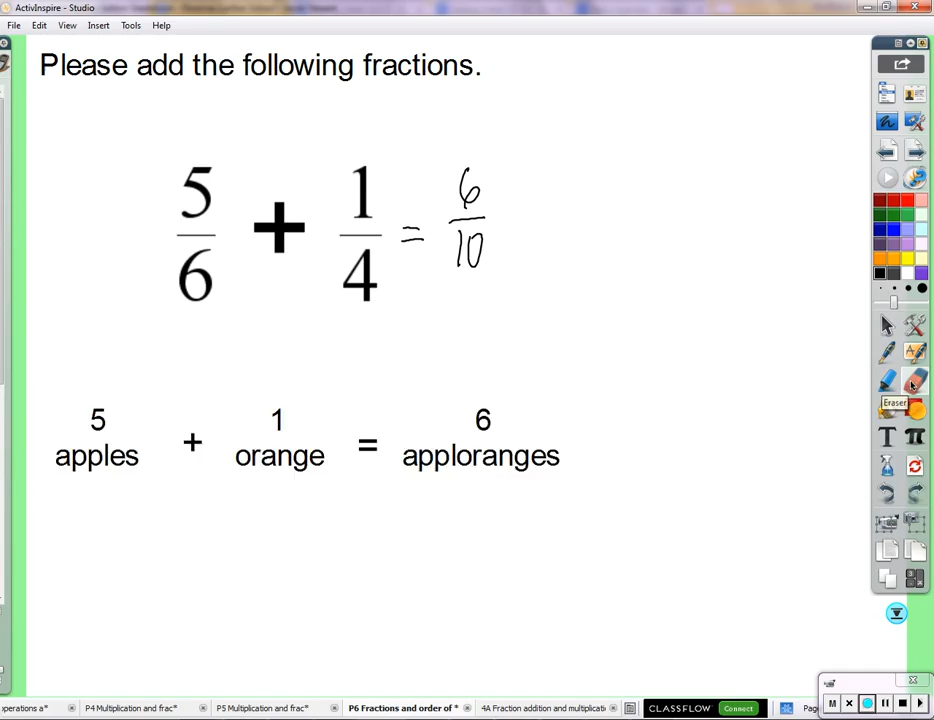 ActivInspire - Studio
File Edit View Insert Tools Help
Please add the following fractions.
5/6 + 1/4 = 6/10
5 apples + 1 orange = 6 apploranges
Eraser
perations a* P4 Multiplication and frac* P5 Multiplication and frac* P6 Fractions and order of * 4A Fraction addition and multiplicati CLASSFLOW Connect Page
M